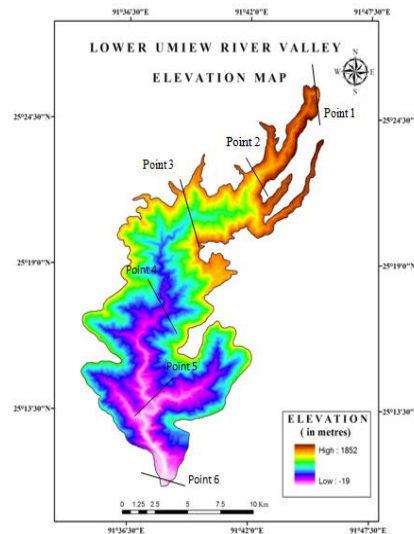 LOWER UMIEW RIVER VALLEY
ELEVATION MAP
91°36'30"E 91°42'0"E 91°47'30"E
N
W E
S
25°24'30"N 25°24'30"N
Point 1
Point 2
Point 3
25°19'0"N 25°19'0"N
Point 4
Point 5
25°13'30"N 25°13'30"N
ELEVATION
( in metres)
High : 1852
Low : -19
Point 6
0 1.25 2.5 5 7.5 10 Km
91°36'30"E 91°42'0"E 91°47'30"E